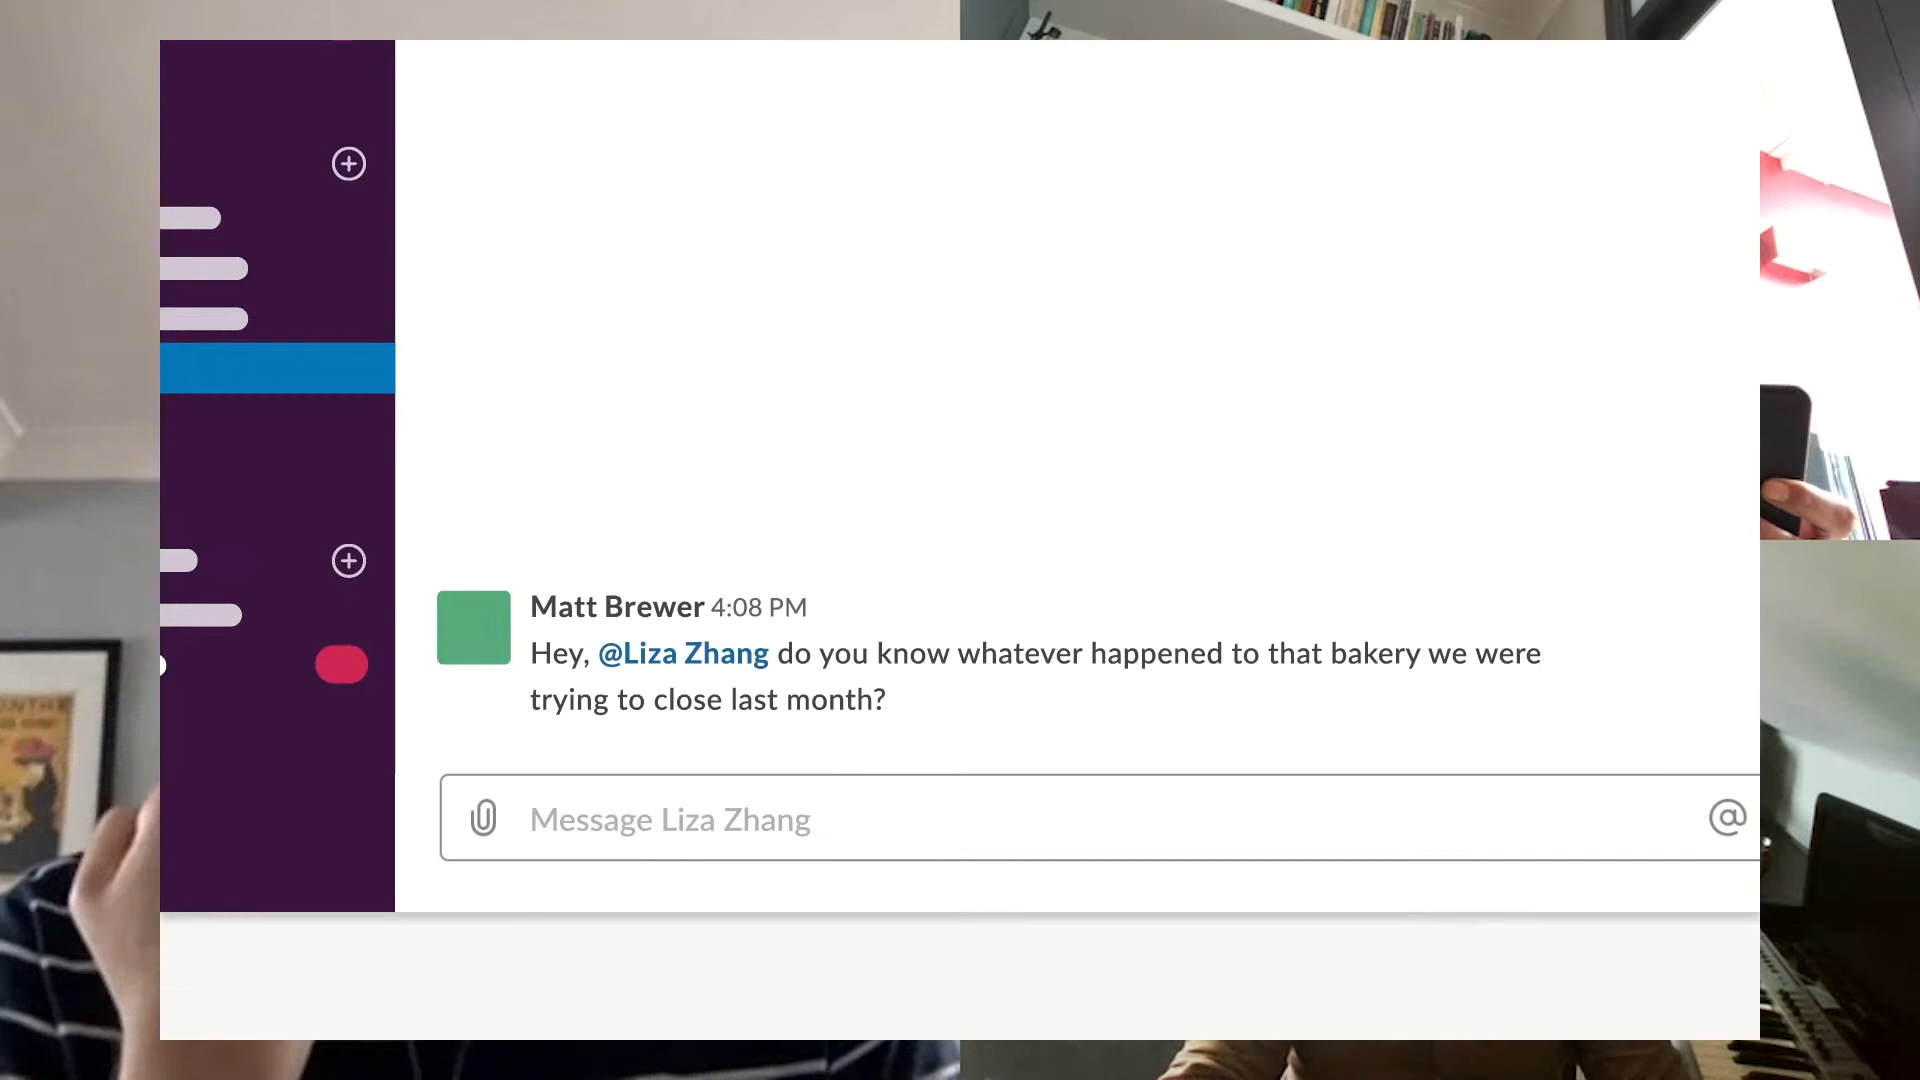 Matt Brewer 4:08 PM
Hey, @Liza Zhang do you know whatever happened to that bakery we were
trying to close last month?
Message Liza Zhang